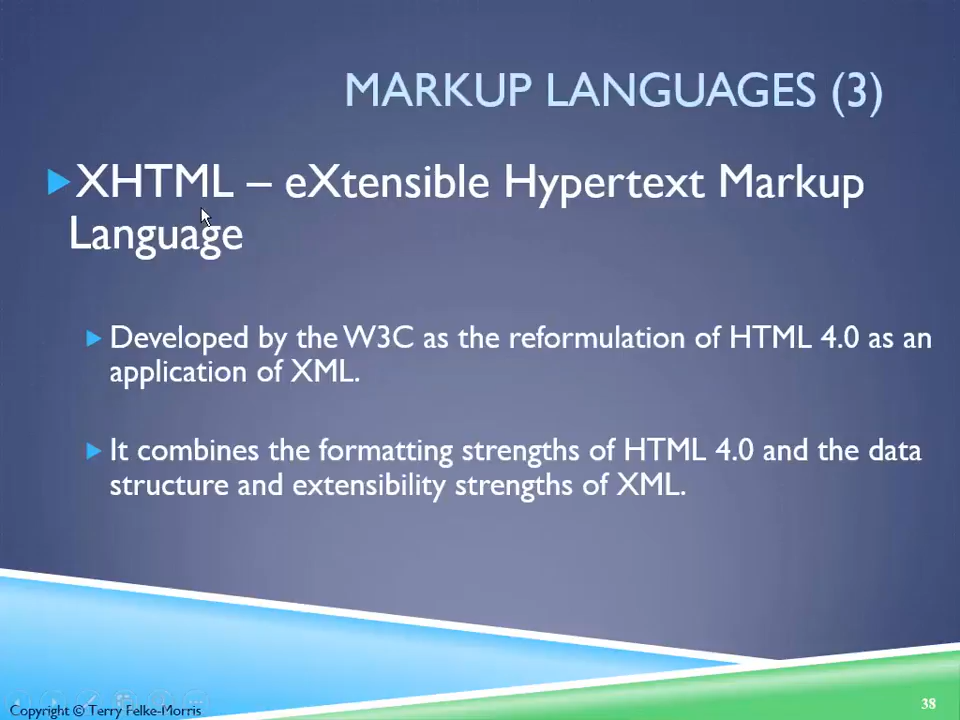 MARKUP LANGUAGES (3)
XHTML – eXtensible Hypertext Markup
Language
Developed by the W3C as the reformulation of HTML 4.0 as an
application of XML.
It combines the formatting strengths of HTML 4.0 and the data
structure and extensibility strengths of XML.
Copyright © Terry Felke-Morris
38